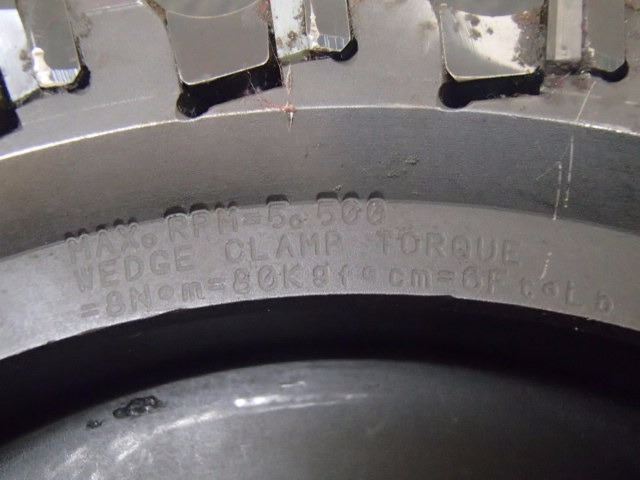 MAX. RPM=5.500
WEDGE CLAMP TORQUE
=8N•m=80Kgf•cm=6Ft•Lb